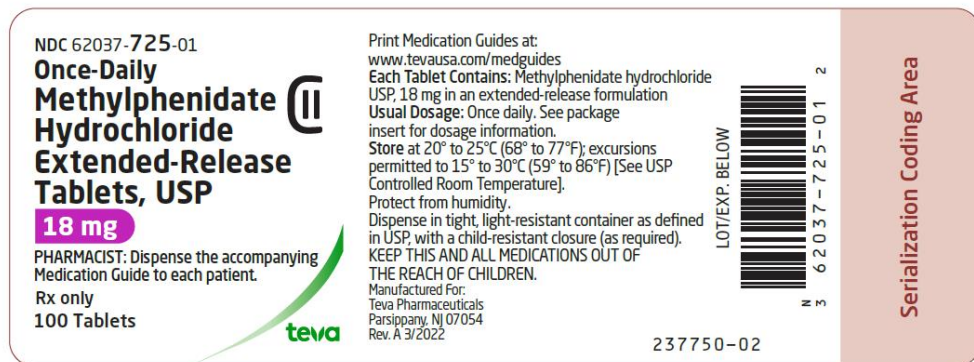 NDC 62037-725-01
Once-Daily
Methylphenidate
Hydrochloride
Extended-Release
Tablets, USP
CII
18 mg
PHARMACIST: Dispense the accompanying
Medication Guide to each patient.
Rx only
100 Tablets
teva
Print Medication Guides at:
www.tevausa.com/medguides
Each Tablet Contains: Methylphenidate hydrochloride
USP, 18 mg in an extended-release formulation
Usual Dosage: Once daily. See package
insert for dosage information.
Store at 20° to 25°C (68° to 77°F); excursions
permitted to 15° to 30°C (59° to 86°F) [See USP
Controlled Room Temperature].
Protect from humidity.
Dispense in tight, light-resistant container as defined
in USP, with a child-resistant closure (as required).
KEEP THIS AND ALL MEDICATIONS OUT OF
THE REACH OF CHILDREN.
Manufactured For:
Teva Pharmaceuticals
Parsippany, NJ 07054
Rev. A 3/2022
LOT/EXP. BELOW
N 3 62037-725-01 2
237750-02
Serialization Coding Area